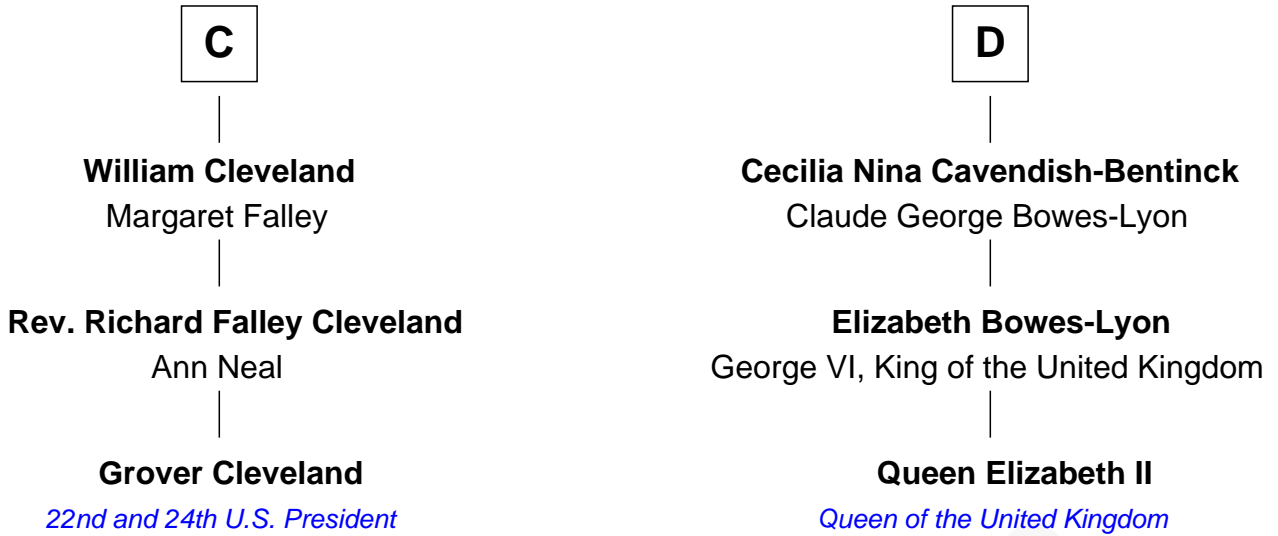 C
William Cleveland
Margaret Falley
Rev. Richard Falley Cleveland
Ann Neal
Grover Cleveland
22nd and 24th U.S. President
D
Cecilia Nina Cavendish-Bentinck
Claude George Bowes-Lyon
Elizabeth Bowes-Lyon
George VI, King of the United Kingdom
Queen Elizabeth II
Queen of the United Kingdom